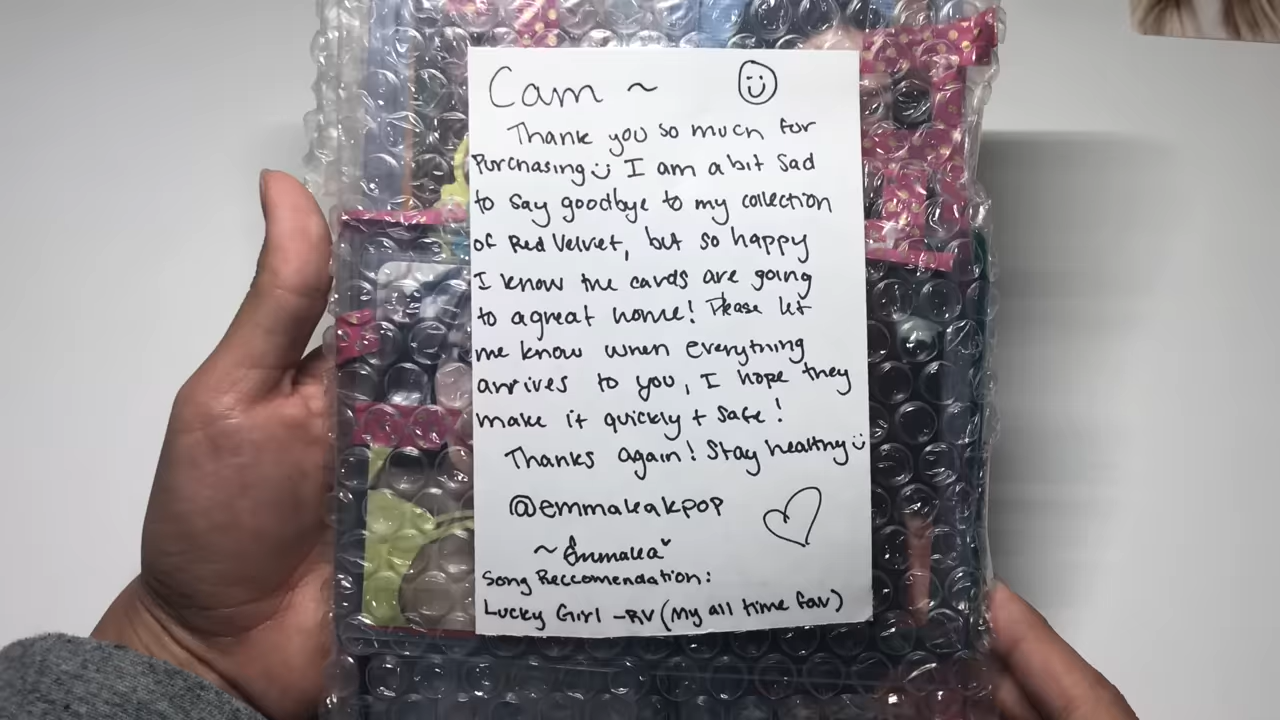 Cam ~
Thank you so much for
Purchasing I am a bit sad
to say goodbye to my collection
of Red Velvet, but so happy
I know the cards are going
to a great home! Please let
me know when everything
arrives to you, I hope they
make it quickly + safe!
Thanks again! Stay healthy
@emmaleakpop
~ Emmalea
Song Reccomendation:
Lucky Girl - RV (My all time fav)